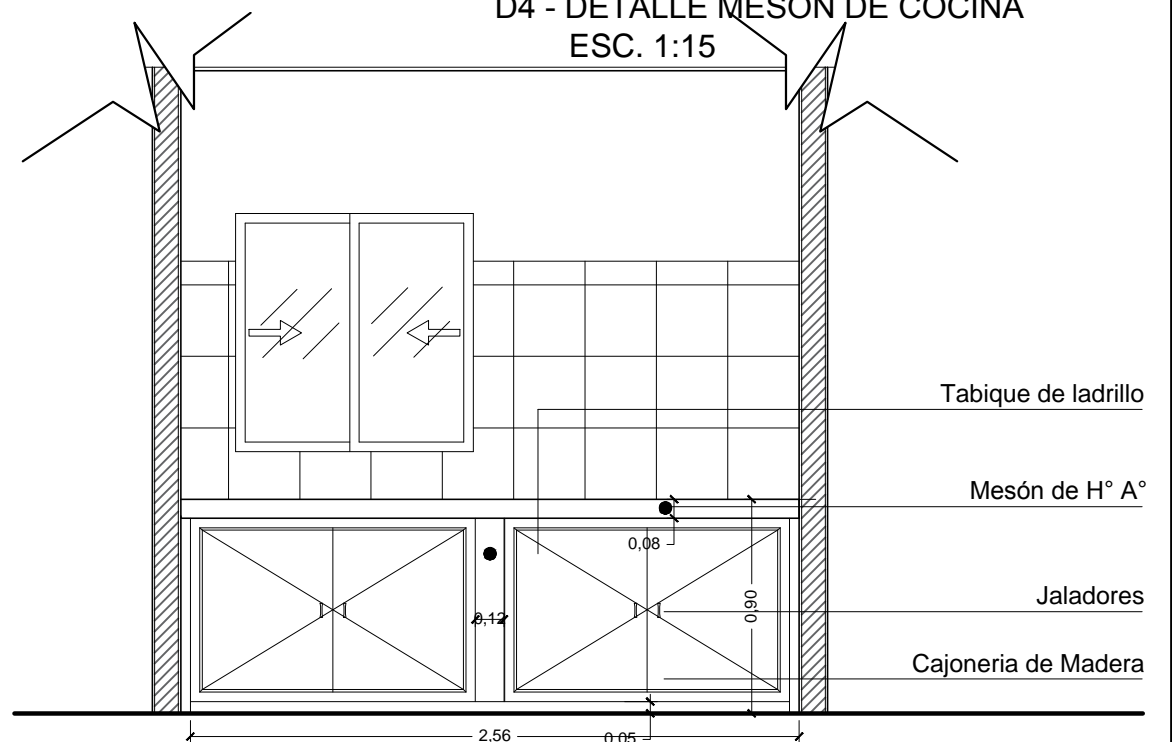 D4 - DETALLE MESON DE COCINA
ESC. 1:15
Tabique de ladrillo
Mesón de H° A°
0,08
0,90
Jaladores
0,12
Cajoneria de Madera
2,56
0,05